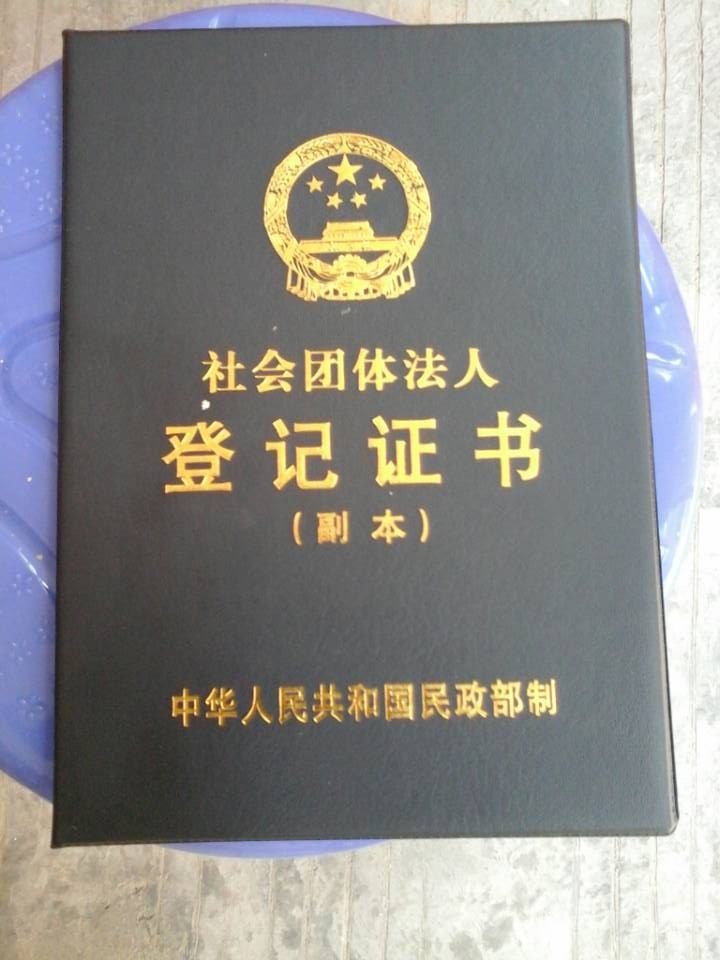 社会团体法人
登记证书
(副本)
中华人民共和国民政部制